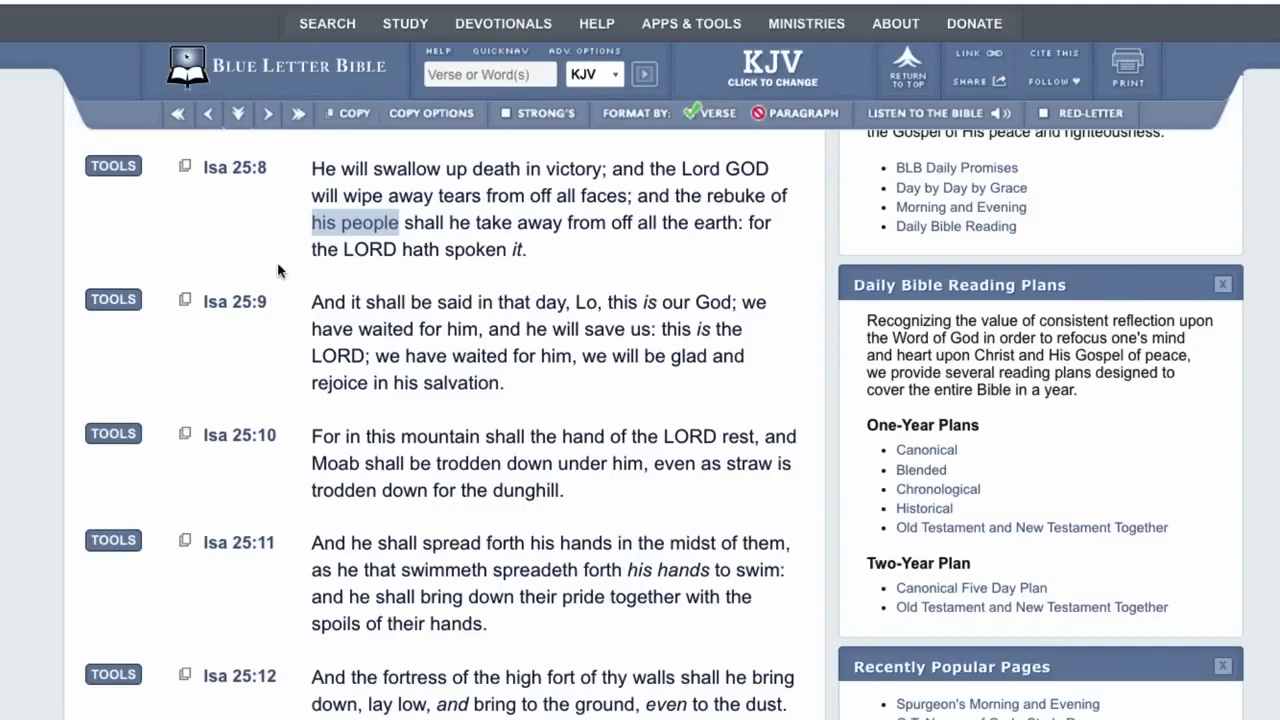 SEARCH STUDY DEVOTIONALS HELP APPS & TOOLS MINISTRIES ABOUT DONATE
BLUE LETTER BIBLE
HELP QUICKNAV ADV. OPTIONS
Verse or Word(s) KJV
KJV
CLICK TO CHANGE
RETURN
TO TOP
LINK
SHARE
CITE THIS
FOLLOW
PRINT
COPY COPY OPTIONS STRONG'S FORMAT BY: VERSE PARAGRAPH LISTEN TO THE BIBLE RED-LETTER
TOOLS Isa 25:8 He will swallow up death in victory; and the Lord GOD
will wipe away tears from off all faces; and the rebuke of
his people shall he take away from off all the earth: for
the LORD hath spoken it.
TOOLS Isa 25:9 And it shall be said in that day, Lo, this is our God; we
have waited for him, and he will save us: this is the
LORD; we have waited for him, we will be glad and
rejoice in his salvation.
TOOLS Isa 25:10 For in this mountain shall the hand of the LORD rest, and
Moab shall be trodden down under him, even as straw is
trodden down for the dunghill.
TOOLS Isa 25:11 And he shall spread forth his hands in the midst of them,
as he that swimmeth spreadeth forth his hands to swim:
and he shall bring down their pride together with the
spoils of their hands.
TOOLS Isa 25:12 And the fortress of the high fort of thy walls shall he bring
down, lay low, and bring to the ground, even to the dust.
the Gospel of His peace and righteousness.
BLB Daily Promises
Day by Day by Grace
Morning and Evening
Daily Bible Reading
Daily Bible Reading Plans x
Recognizing the value of consistent reflection upon
the Word of God in order to refocus one's mind
and heart upon Christ and His Gospel of peace,
we provide several reading plans designed to
cover the entire Bible in a year.
One-Year Plans
Canonical
Blended
Chronological
Historical
Old Testament and New Testament Together
Two-Year Plan
Canonical Five Day Plan
Old Testament and New Testament Together
Recently Popular Pages x
Spurgeon's Morning and Evening